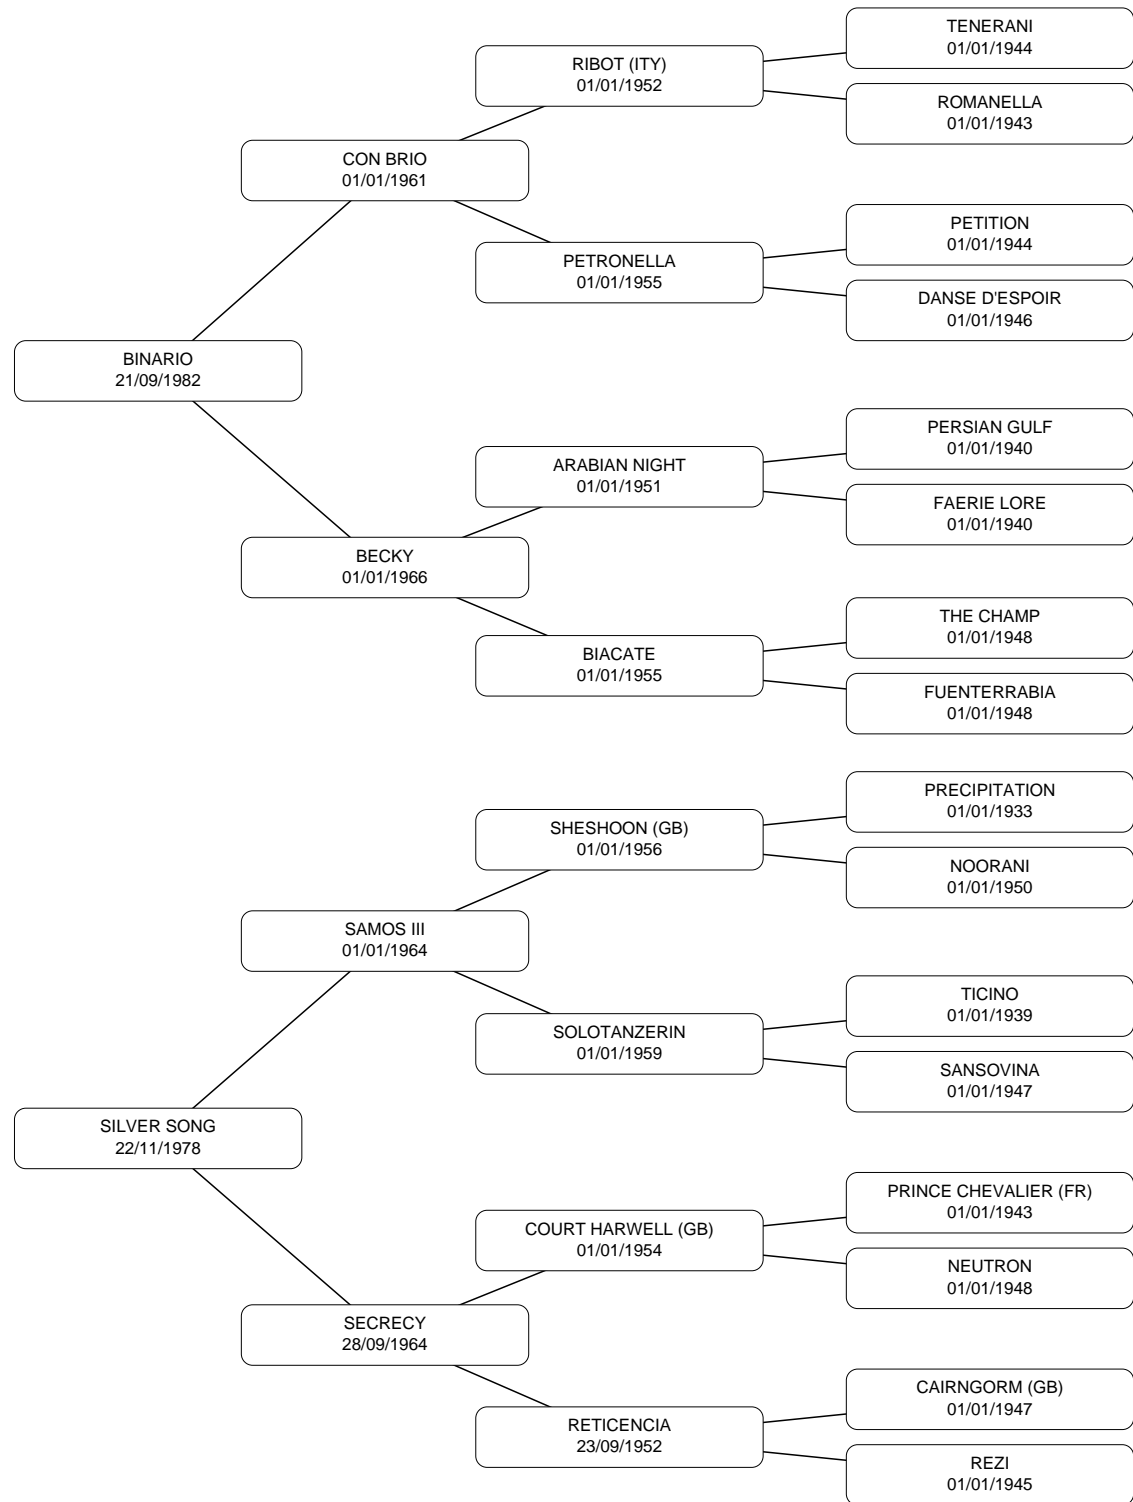 TENERANI
01/01/1944
RIBOT (ITY)
01/01/1952
ROMANELLA
01/01/1943
CON BRIO
01/01/1961
PETITION
01/01/1944
PETRONELLA
01/01/1955
DANSE D'ESPOIR
01/01/1946
BINARIO
21/09/1982
PERSIAN GULF
01/01/1940
ARABIAN NIGHT
01/01/1951
FAERIE LORE
01/01/1940
BECKY
01/01/1966
THE CHAMP
01/01/1948
BIACATE
01/01/1955
FUENTERRABIA
01/01/1948
PRECIPITATION
01/01/1933
SHESHOON (GB)
01/01/1956
NOORANI
01/01/1950
SAMOS III
01/01/1964
TICINO
01/01/1939
SOLOTANZERIN
01/01/1959
SANSOVINA
01/01/1947
SILVER SONG
22/11/1978
PRINCE CHEVALIER (FR)
01/01/1943
COURT HARWELL (GB)
01/01/1954
NEUTRON
01/01/1948
SECRECY
28/09/1964
CAIRNGORM (GB)
01/01/1947
RETICENCIA
23/09/1952
REZI
01/01/1945